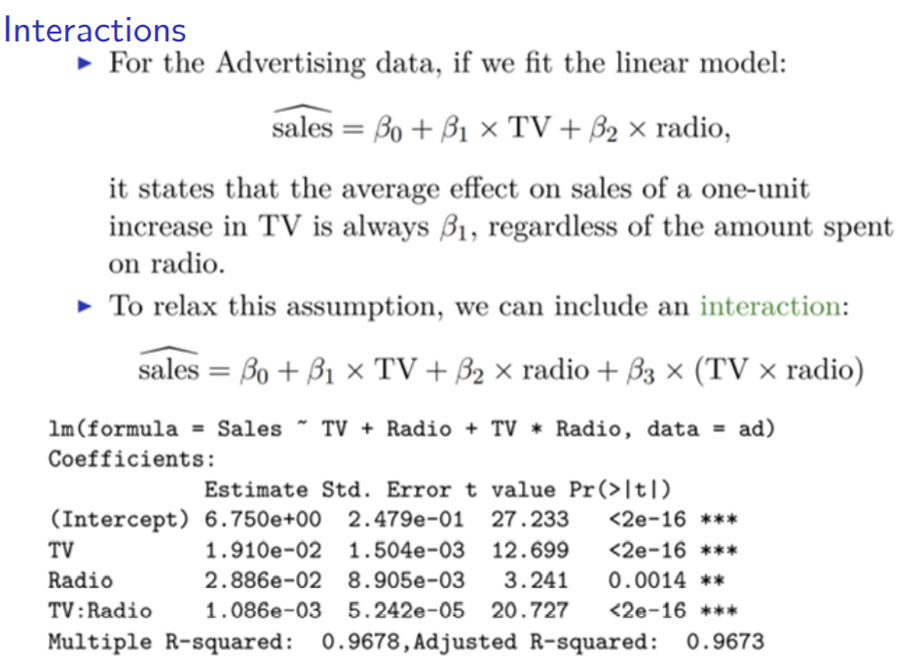 Interactions
▶ For the Advertising data, if we fit the linear model:
$\widehat{\text{sales}} = \beta_0 + \beta_1 \times \text{TV} + \beta_2 \times \text{radio},$
it states that the average effect on sales of a one-unit
increase in TV is always β₁, regardless of the amount spent
on radio.
▶ To relax this assumption, we can include an interaction:
$\widehat{\text{sales}} = \beta_0 + \beta_1 \times \text{TV} + \beta_2 \times \text{radio} + \beta_3 \times (\text{TV} \times \text{radio})$
lm(formula = Sales ~ TV + Radio + TV * Radio, data = ad)
Coefficients:
Estimate Std. Error t value Pr(>|t|)
(Intercept) 6.750e+00 2.479e-01 27.233 <2e-16 ***
TV 1.910e-02 1.504e-03 12.699 <2e-16 ***
Radio 2.886e-02 8.905e-03 3.241 0.0014 **
TV:Radio 1.086e-03 5.242e-05 20.727 <2e-16 ***
Multiple R-squared: 0.9678,Adjusted R-squared: 0.9673